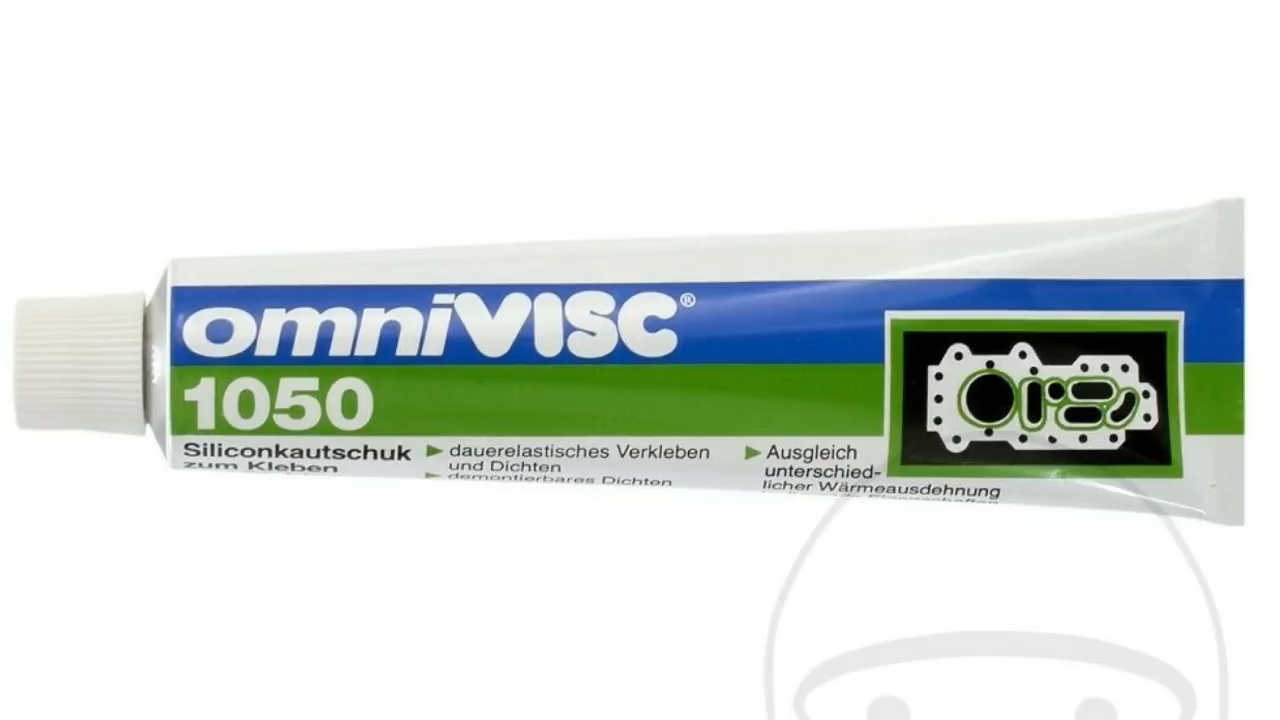 omniVISC®
1050
Siliconkautschuk
zum Kleben
▶ dauerelastisches Verkleben
und Dichten
▶ demontierbares Dichten
▶ Ausgleich
unterschied-
licher Wärmeausdehnung